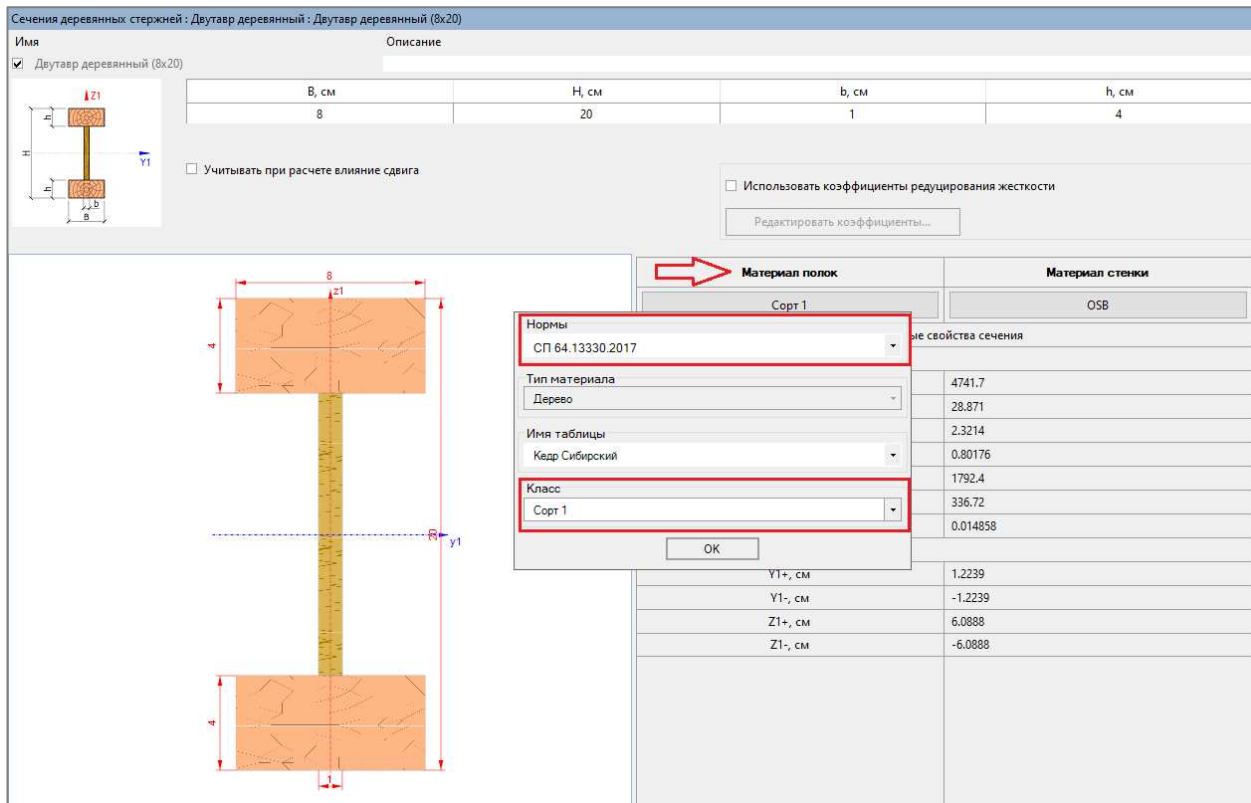 Сечения деревянных стержней : Двутавр деревянный : Двутавр деревянный (8x20)
Имя Описание
Двутавр деревянный (8x20)
B, см H, см b, см h, см
8 20 1 4
Z1
h
H
Y1
h
b
B
Учитывать при расчете влияние сдвига
Использовать коэффициенты редуцирования жесткости
Редактировать коэффициенты...
Материал полок Материал стенки
Сорт 1 OSB
ые свойства сечения
Нормы
СП 64.13330.2017
Тип материала
Дерево
Имя таблицы
Кедр Сибирский
Класс
Сорт 1
OK
4741.7
28.871
2.3214
0.80176
1792.4
336.72
0.014858
Y1+, см 1.2239
Y1-, см -1.2239
Z1+, см 6.0888
Z1-, см -6.0888
8
z1
4
20
y1
4
1